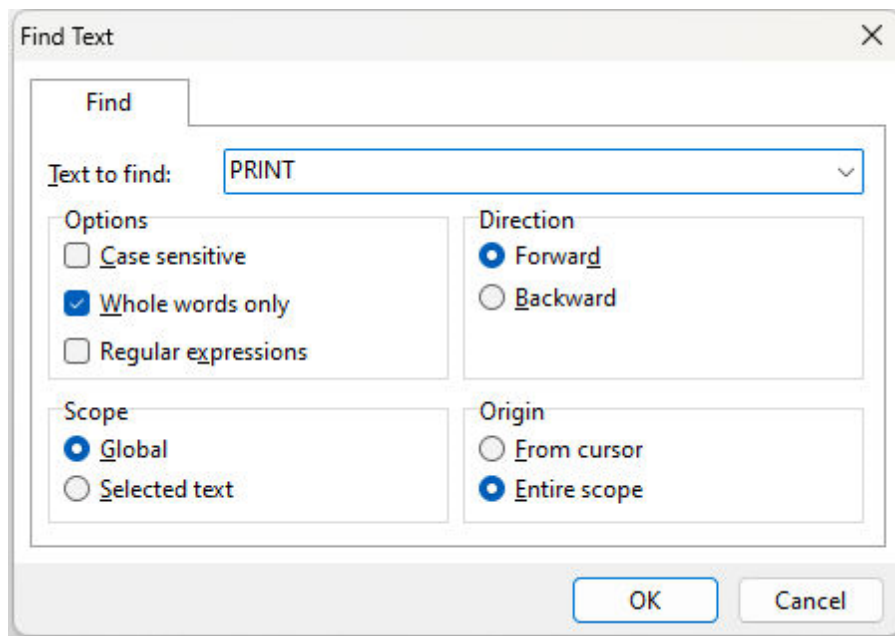 Find Text
Find
Text to find: PRINT
Options
Case sensitive
Whole words only
Regular expressions
Direction
Forward
Backward
Scope
Global
Selected text
Origin
From cursor
Entire scope
OK Cancel